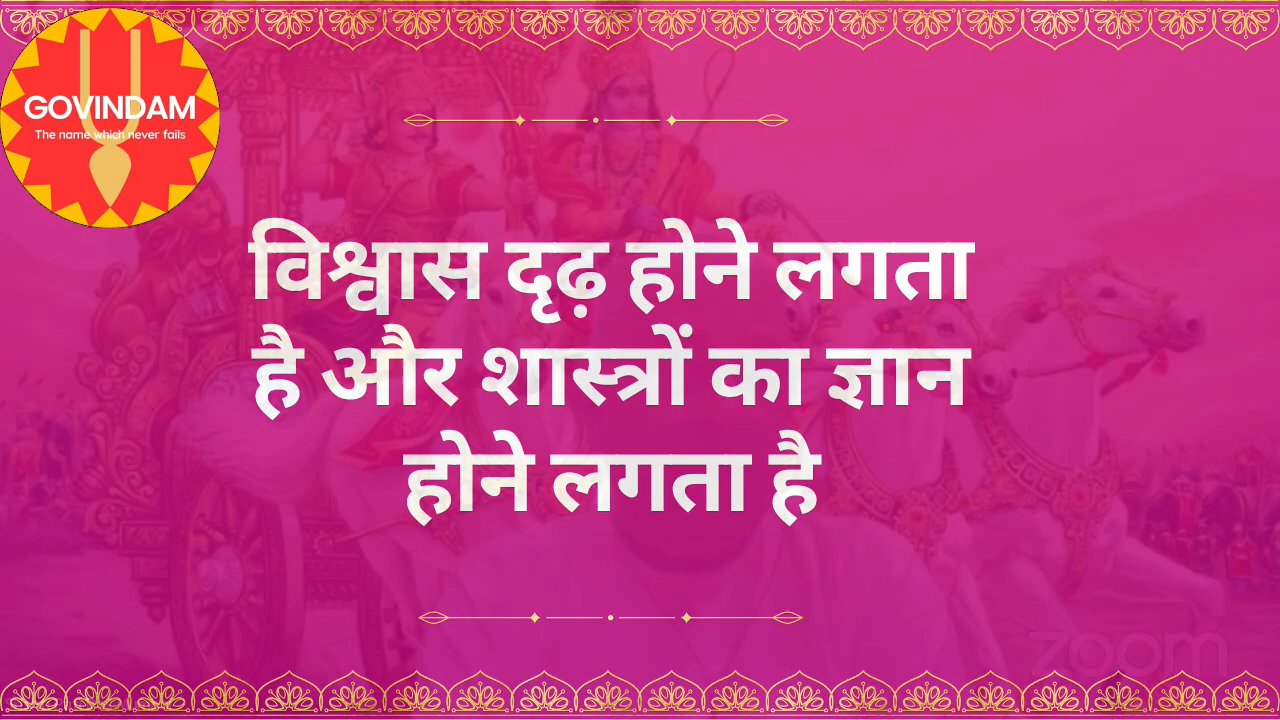 GOVINDAM
The name which never fails
विश्वास दृढ़ होने लगता
है और शास्त्रों का ज्ञान
होने लगता है
zoom